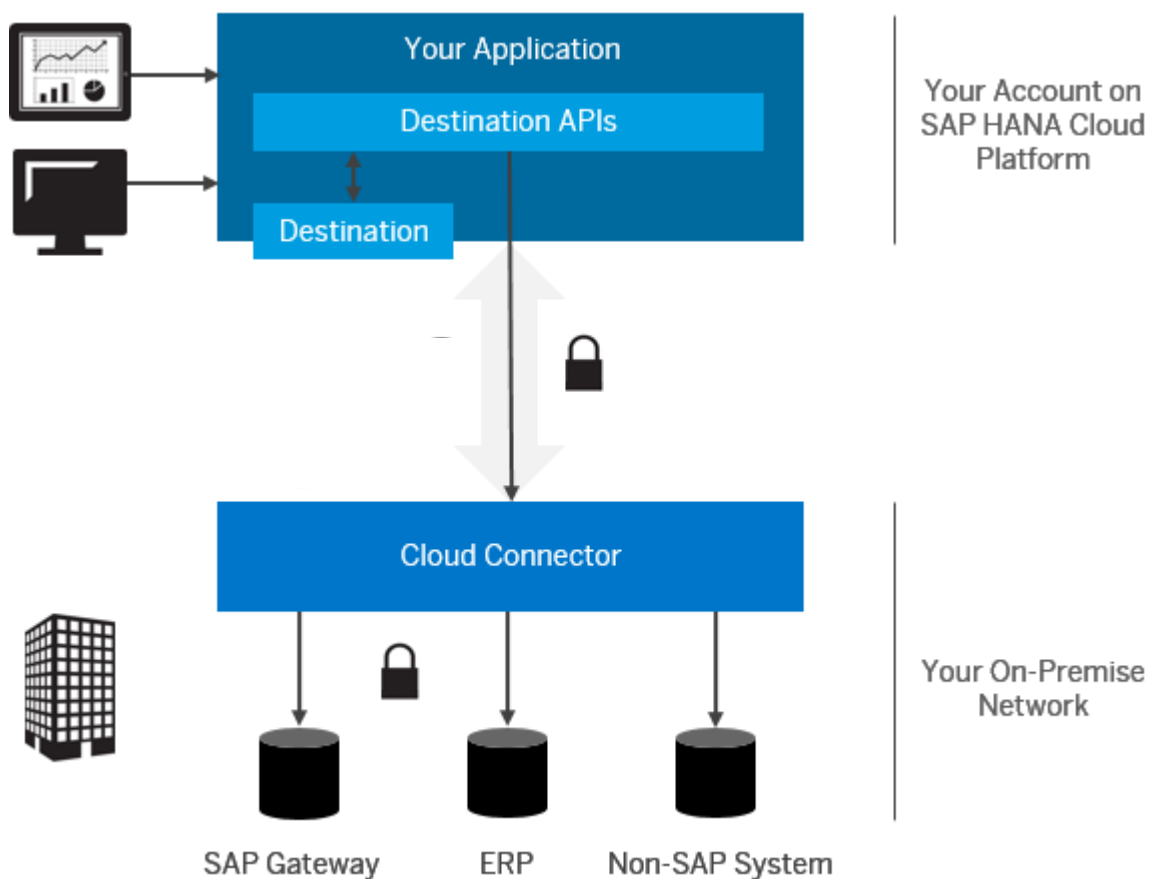 Your Application
Destination APIs
Destination
Your Account on
SAP HANA Cloud
Platform
Cloud Connector
Your On-Premise
Network
SAP Gateway
ERP
Non-SAP System